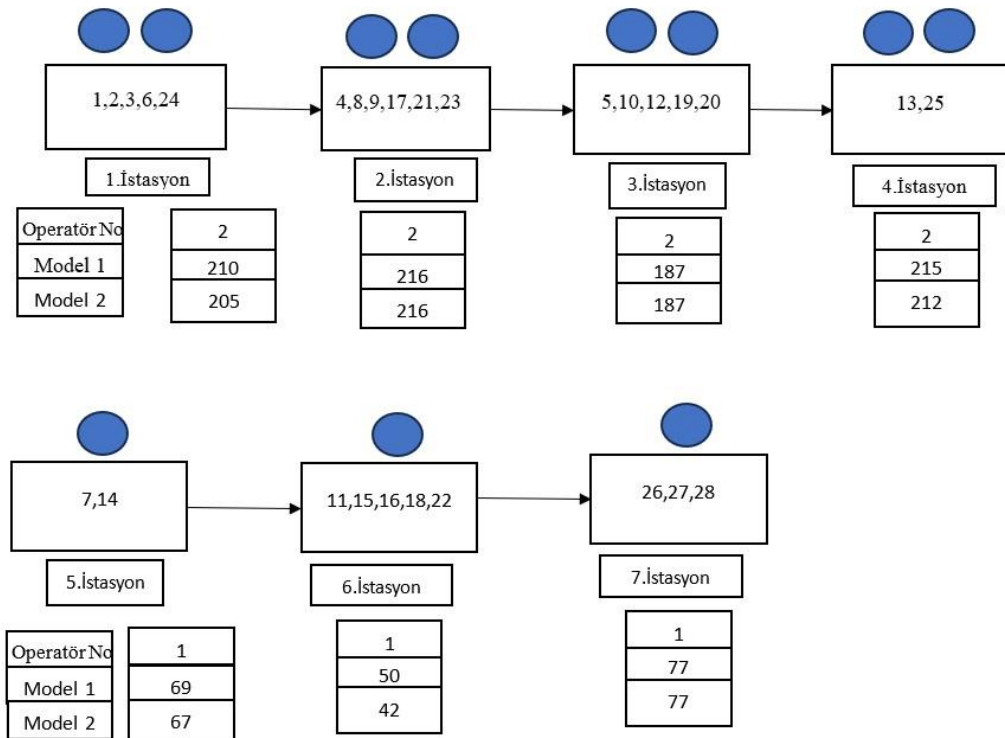 1,2,3,6,24
4,8,9,17,21,23
5,10,12,19,20
13,25
1.İstasyon
2.İstasyon
3.İstasyon
4.İstasyon
Operatör No
2
2
2
2
Model 1
210
216
187
215
Model 2
205
216
187
212
7,14
11,15,16,18,22
26,27,28
5.İstasyon
6.İstasyon
7.İstasyon
Operatör No
1
1
1
Model 1
69
50
77
Model 2
67
42
77